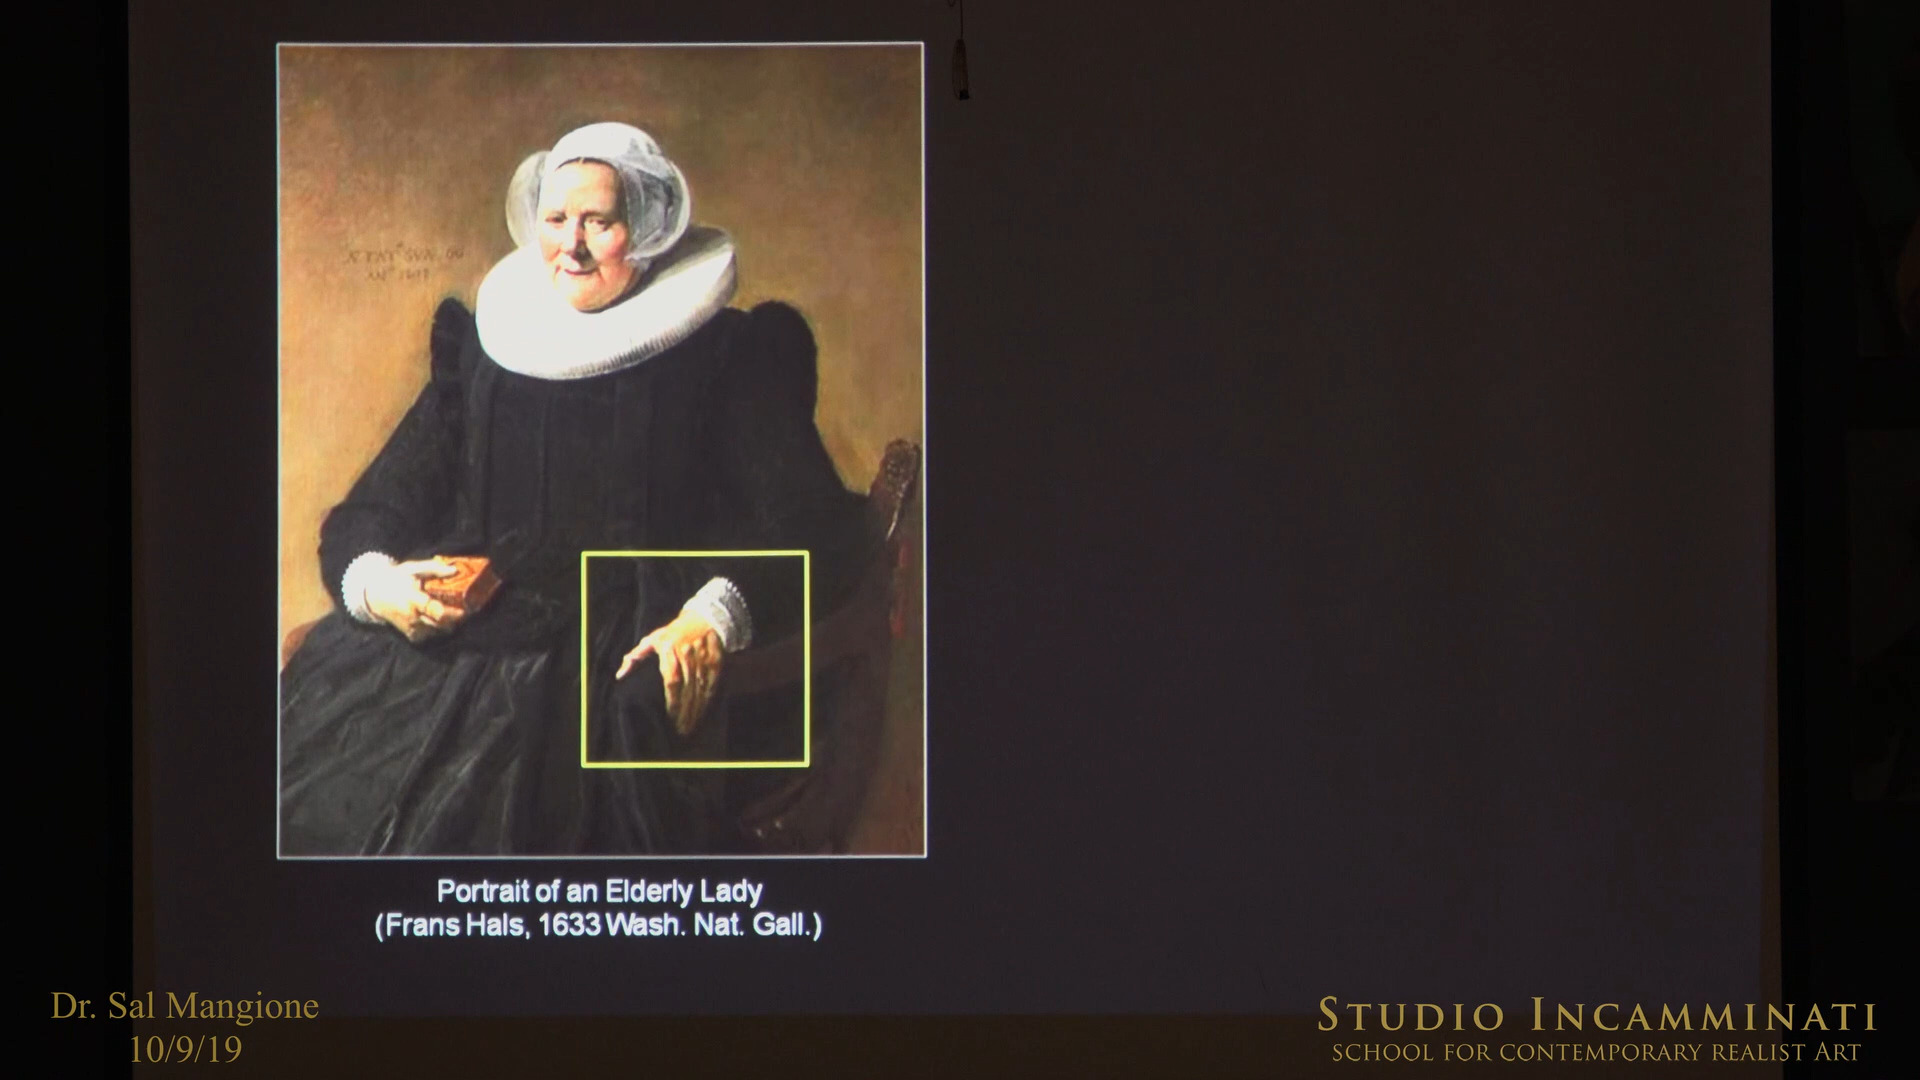 Portrait of an Elderly Lady
(Frans Hals, 1633 Wash. Nat. Gall.)
Dr. Sal Mangione
10/9/19
STUDIO INCAMMINATI
SCHOOL FOR CONTEMPORARY REALIST ART